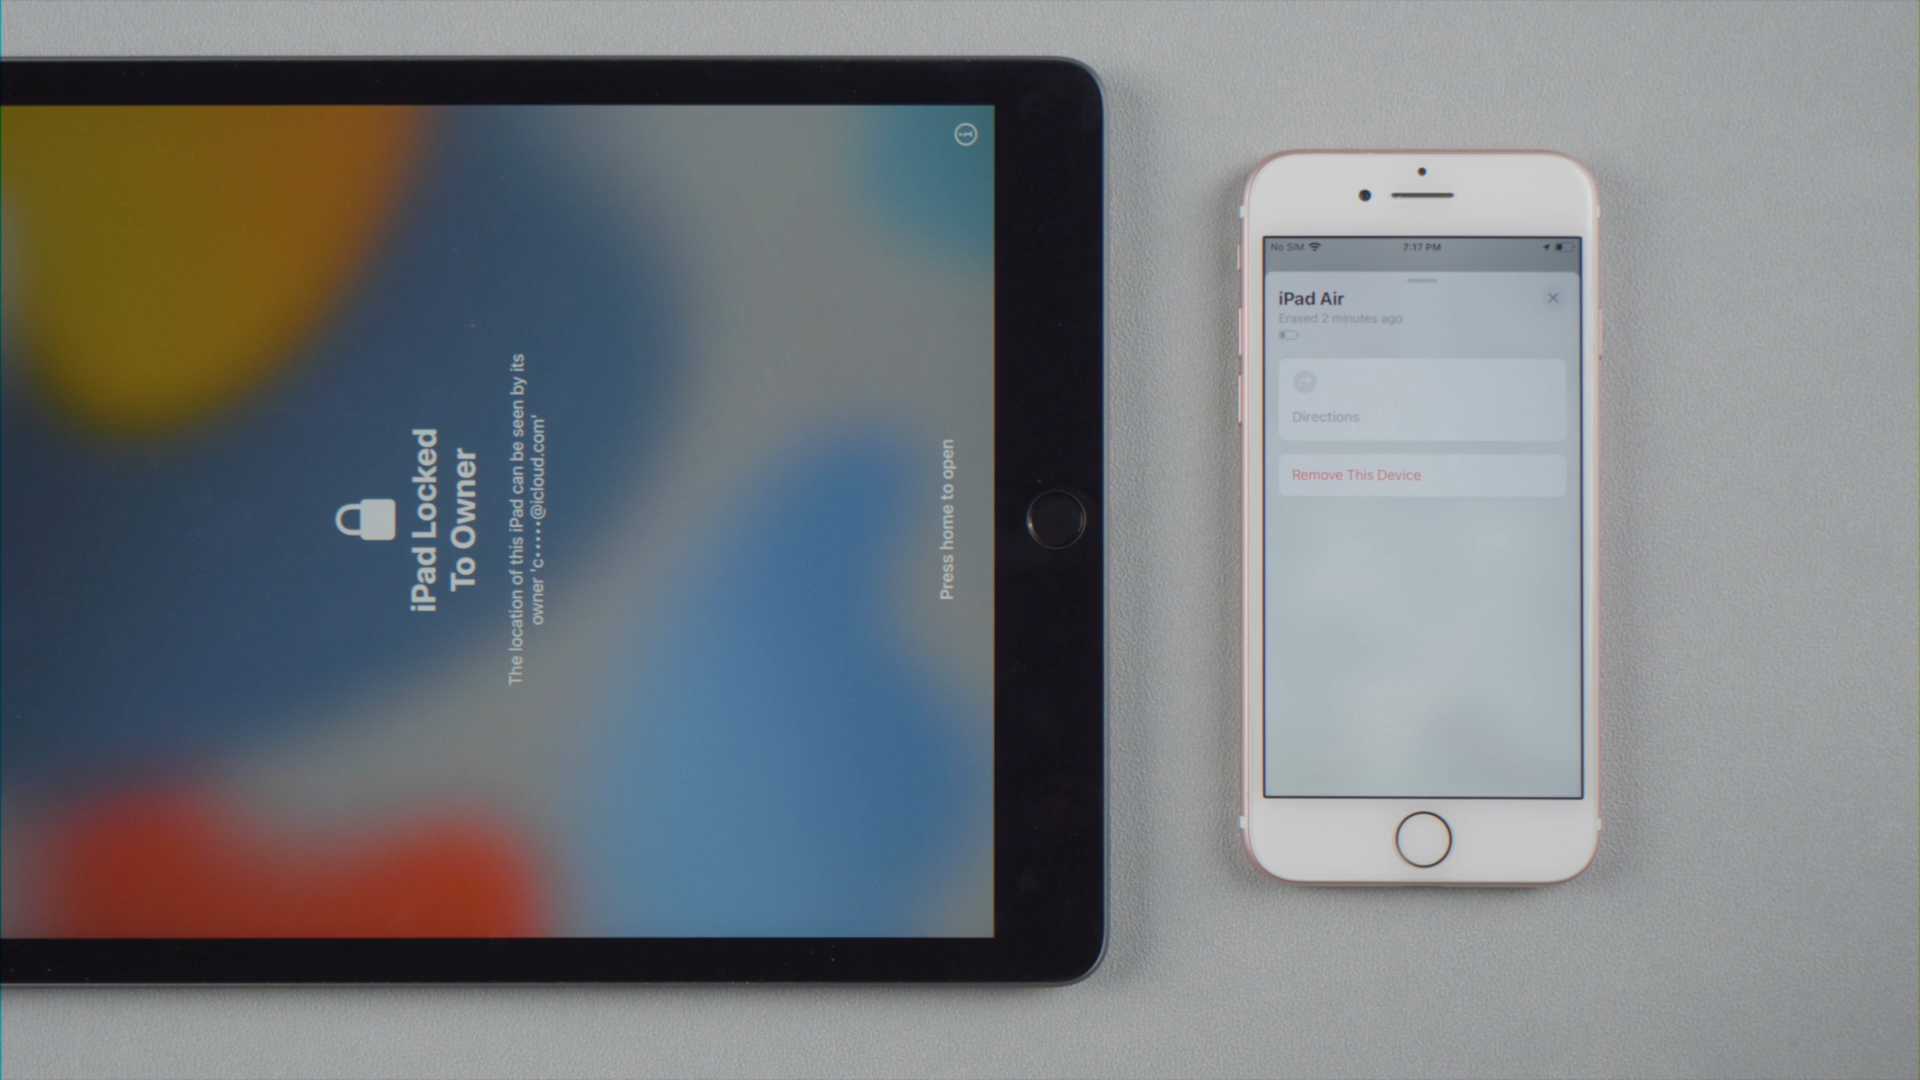 iPad Locked
To Owner
The location of this iPad can be seen by its
owner 'c•••••@icloud.com'
Press home to open
No SIM
7:17 PM
iPad Air
Erased 2 minutes ago
Directions
Remove This Device